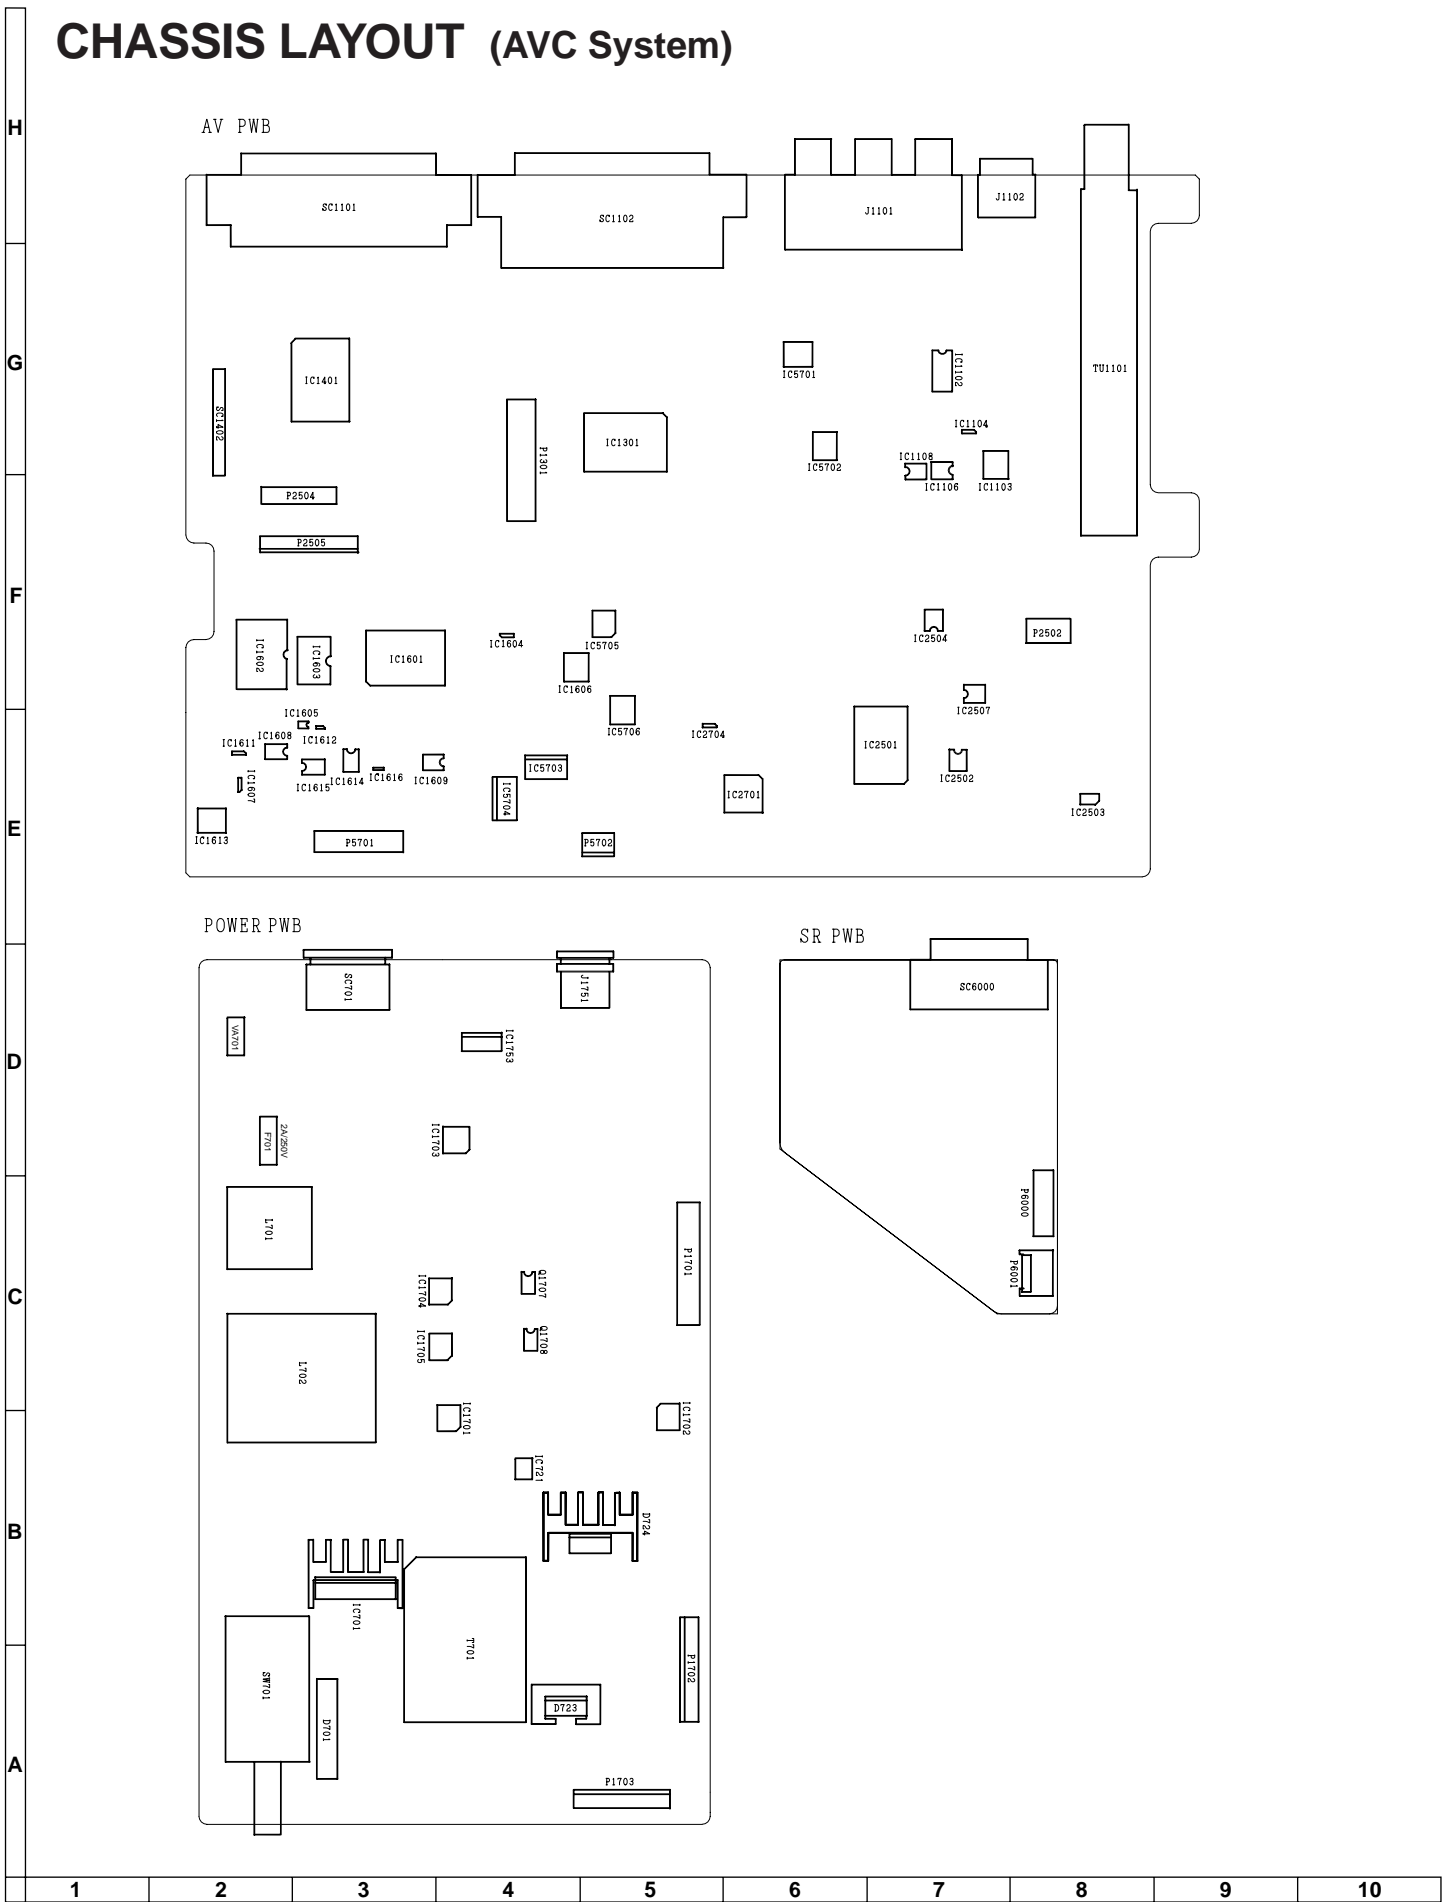 CHASSIS LAYOUT (AVC System)
H
AV PWB
SC1101
SC1102
J1101
J1102
G
IC1401
SC1402
P1301
IC1301
IC5701
IC5702
IC1102
IC1104
IC1108
IC1106
IC1103
TU1101
P2504
P2505
F
IC1602
IC1603
IC1601
IC1604
IC5705
IC1606
IC5706
IC2504
P2502
IC2507
IC1605
IC1612
IC1611
IC1608
IC1607
IC1615
IC1614
IC1616
IC1609
IC5703
IC5704
IC2704
IC2701
IC2501
IC2502
IC2503
E
IC1613
P5701
P5702
POWER PWB
SR PWB
SC701
J1751
SC6000
VA701
IC1753
D
F701
2A/250V
IC1703
L701
P1701
P6000
P6001
C
IC1704
Q1707
IC1705
Q1708
L702
IC1701
IC1702
IC721
B
D724
IC701
T701
SW701
D701
D723
P1702
A
P1703
1 2 3 4 5 6 7 8 9 10